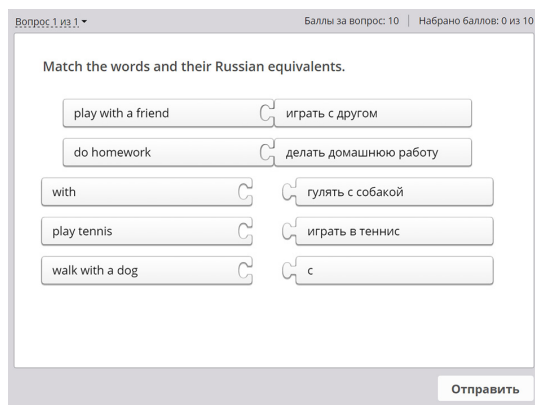 Вопрос 1 из 1 Баллы за вопрос: 10 | Набрано баллов: 0 из 10
Match the words and their Russian equivalents.
play with a friend играть с другом
do homework делать домашнюю работу
with гулять с собакой
play tennis играть в теннис
walk with a dog с
Отправить